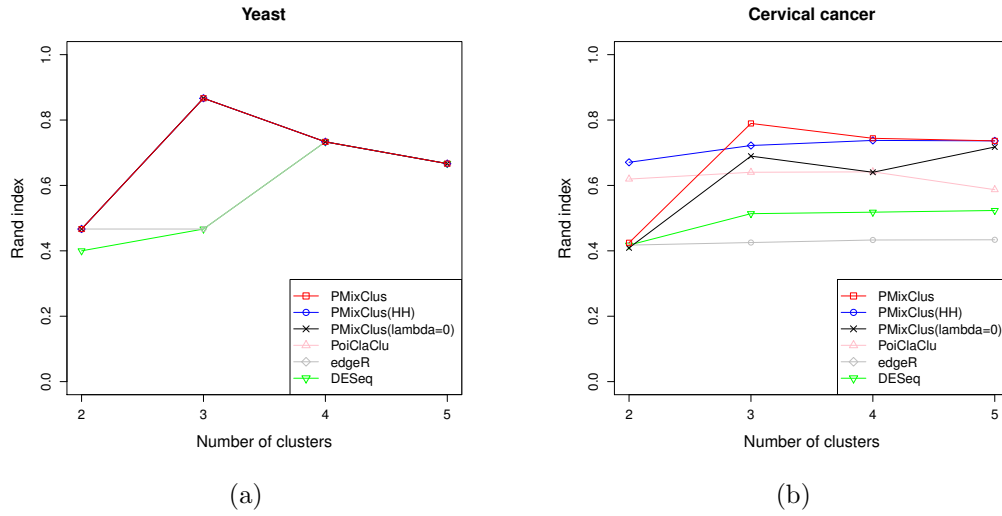 Yeast
Rand index
1.0
0.8
0.6
0.4
0.2
0.0
PMixClus
PMixClus(HH)
PMixClus(lambda=0)
PoiClaClu
edgeR
DESeq
2 3 4 5
Number of clusters
(a)
Cervical cancer
Rand index
1.0
0.8
0.6
0.4
0.2
0.0
PMixClus
PMixClus(HH)
PMixClus(lambda=0)
PoiClaClu
edgeR
DESeq
2 3 4 5
Number of clusters
(b)